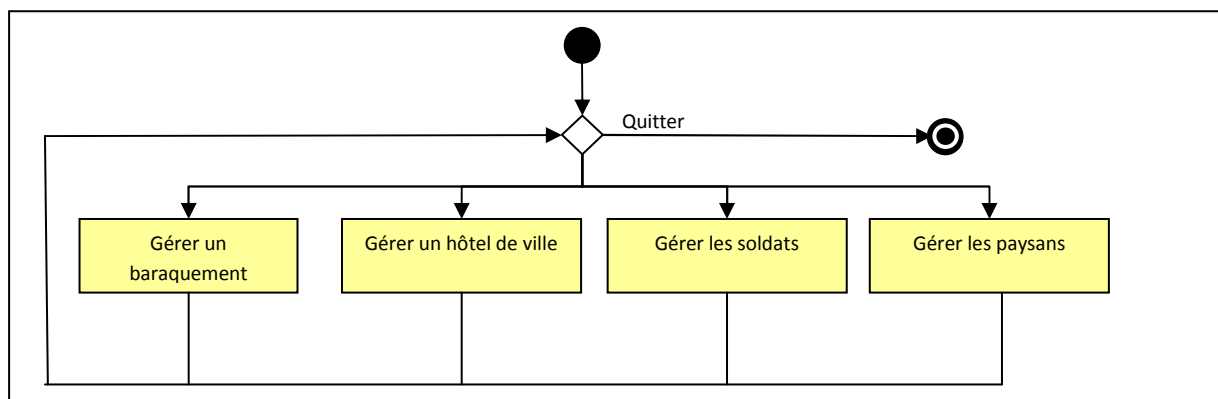 Quitter
Gérer un
baraquement
Gérer un hôtel de ville
Gérer les soldats
Gérer les paysans